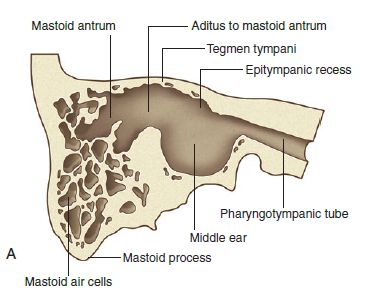 Mastoid antrum
Aditus to mastoid antrum
Tegmen tympani
Epitympanic recess
Pharyngotympanic tube
Middle ear
A
Mastoid process
Mastoid air cells